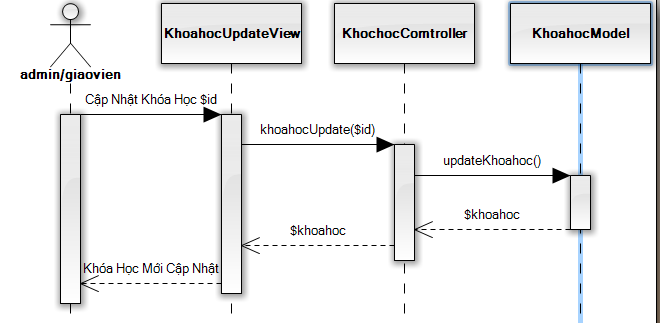 KhoahocUpdateView
KhochocComtroller
KhoahocModel
admin/giaovien
Cập Nhật Khóa Học $id
khoahocUpdate($id)
updateKhoahoc()
$khoahoc
$khoahoc
Khóa Học Mới Cập Nhật